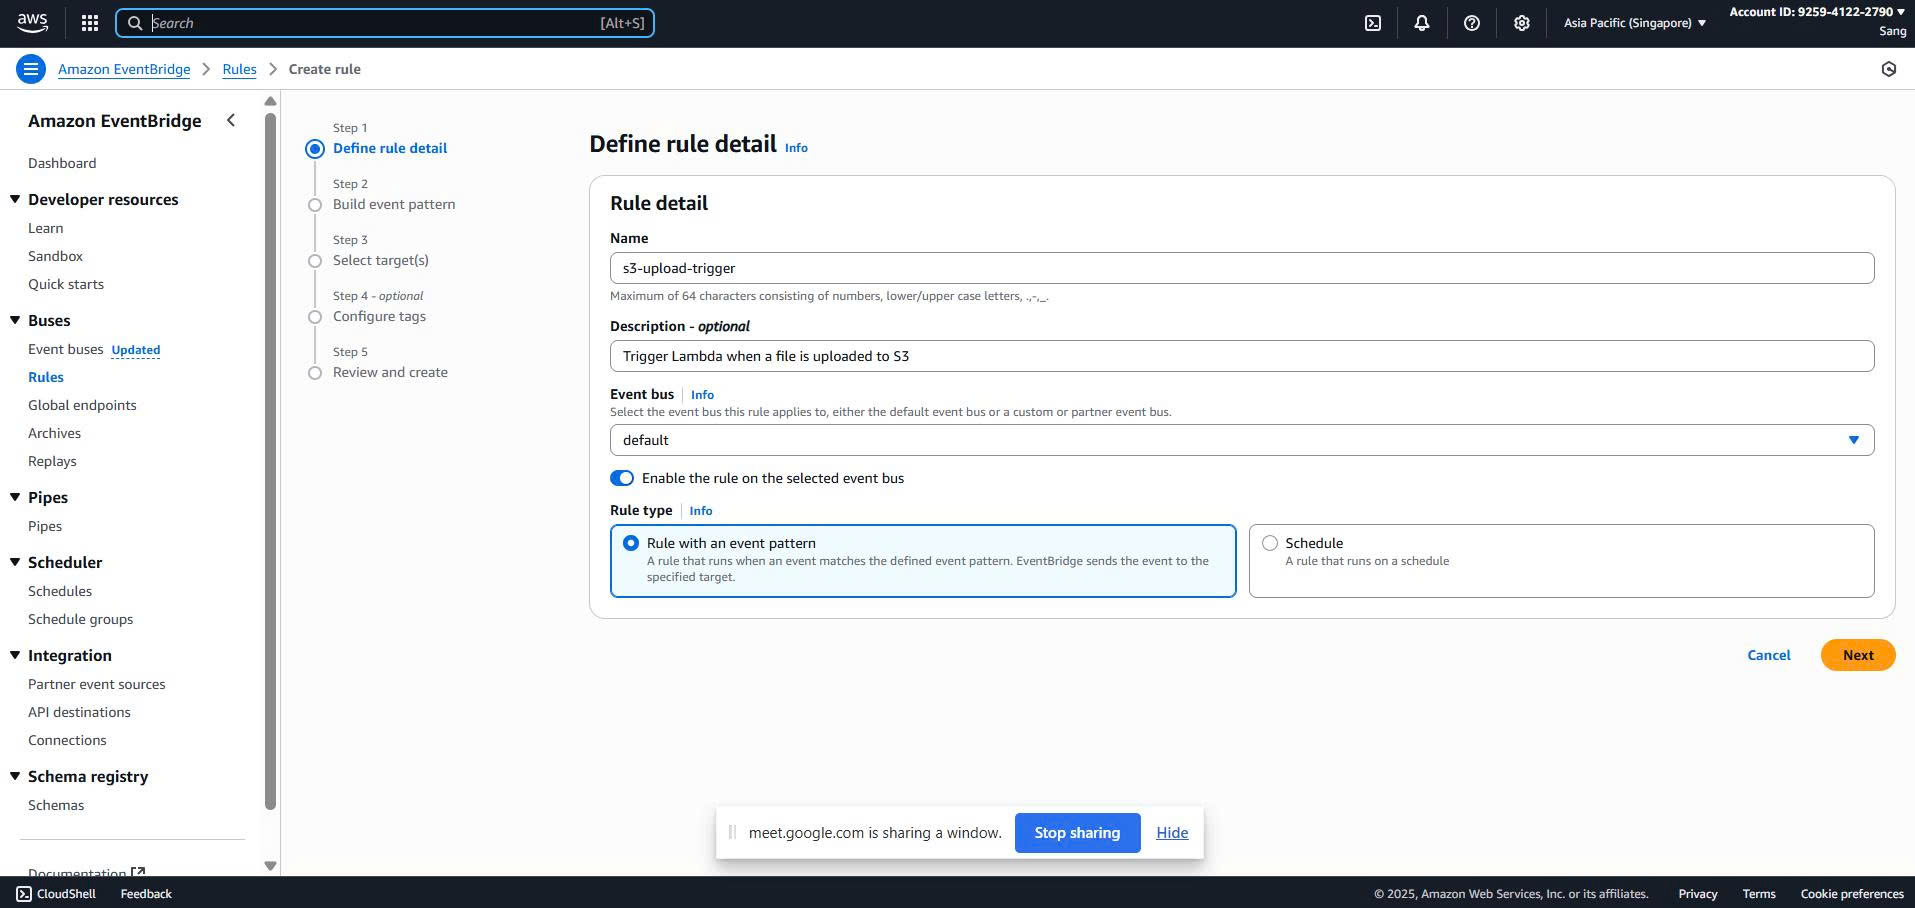 aws
Search [Alt+S]
Asia Pacific (Singapore)
Account ID: 9259-4122-2790
Sang
Amazon EventBridge
Rules
Create rule
Amazon EventBridge
Dashboard
Developer resources
Learn
Sandbox
Quick starts
Buses
Event buses Updated
Rules
Global endpoints
Archives
Replays
Pipes
Pipes
Scheduler
Schedules
Schedule groups
Integration
Partner event sources
API destinations
Connections
Schema registry
Schemas
Documentation
Step 1
Define rule detail
Step 2
Build event pattern
Step 3
Select target(s)
Step 4 - optional
Configure tags
Step 5
Review and create
Define rule detail Info
Rule detail
Name
s3-upload-trigger
Maximum of 64 characters consisting of numbers, lower/upper case letters, .,-,_.
Description - optional
Trigger Lambda when a file is uploaded to S3
Event bus Info
Select the event bus this rule applies to, either the default event bus or a custom or partner event bus.
default
Enable the rule on the selected event bus
Rule type Info
Rule with an event pattern
A rule that runs when an event matches the defined event pattern. EventBridge sends the event to the
specified target.
Schedule
A rule that runs on a schedule
Cancel
Next
meet.google.com is sharing a window. Stop sharing Hide
CloudShell Feedback
© 2025, Amazon Web Services, Inc. or its affiliates. Privacy Terms Cookie preferences